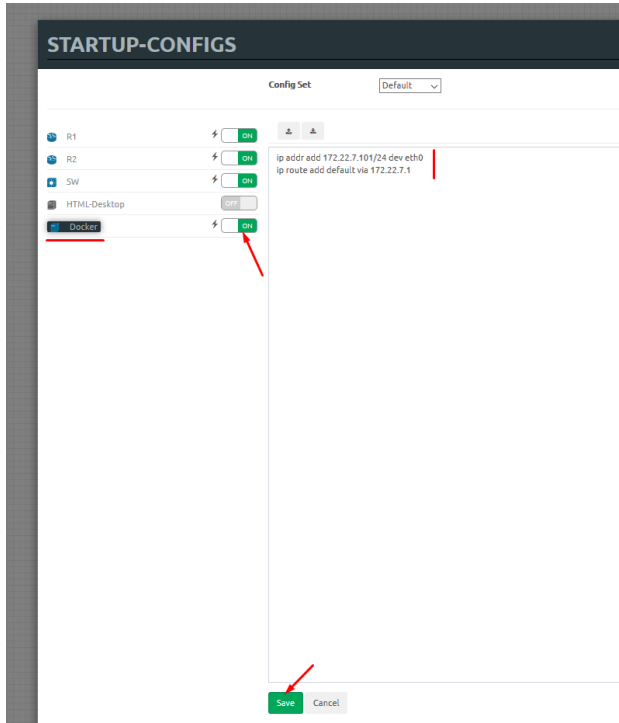 STARTUP-CONFIGS
Config Set Default
R1 ON
R2 ON
SW ON
HTML-Desktop OFF
Docker ON
ip addr add 172.22.7.101/24 dev eth0
ip route add default via 172.22.7.1
Save Cancel